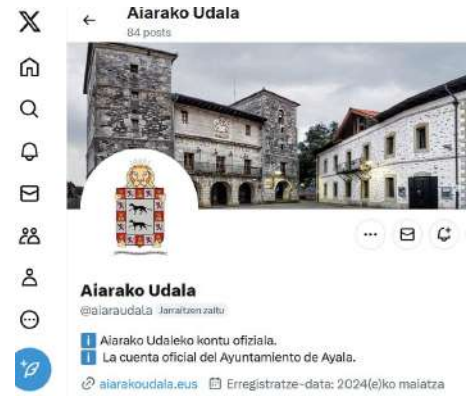 Aiarako Udala
84 posts
Aiarako Udala
@aiaraudala Jarraitzen zaitu
Aiarako Udaleko kontu ofiziala.
La cuenta oficial del Ayuntamiento de Ayala.
aiarakoudala.eus Erregistratze-data: 2024(e)ko maiatza